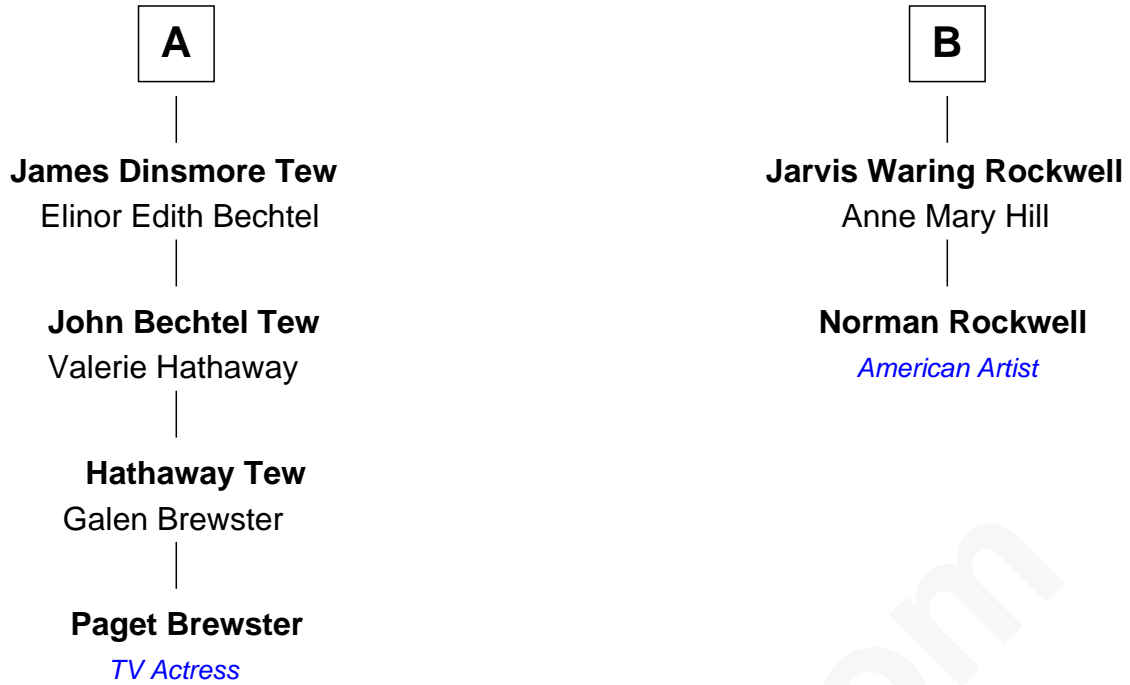 A
James Dinsmore Tew
Elinor Edith Bechtel
John Bechtel Tew
Valerie Hathaway
Hathaway Tew
Galen Brewster
Paget Brewster
TV Actress
B
Jarvis Waring Rockwell
Anne Mary Hill
Norman Rockwell
American Artist
om